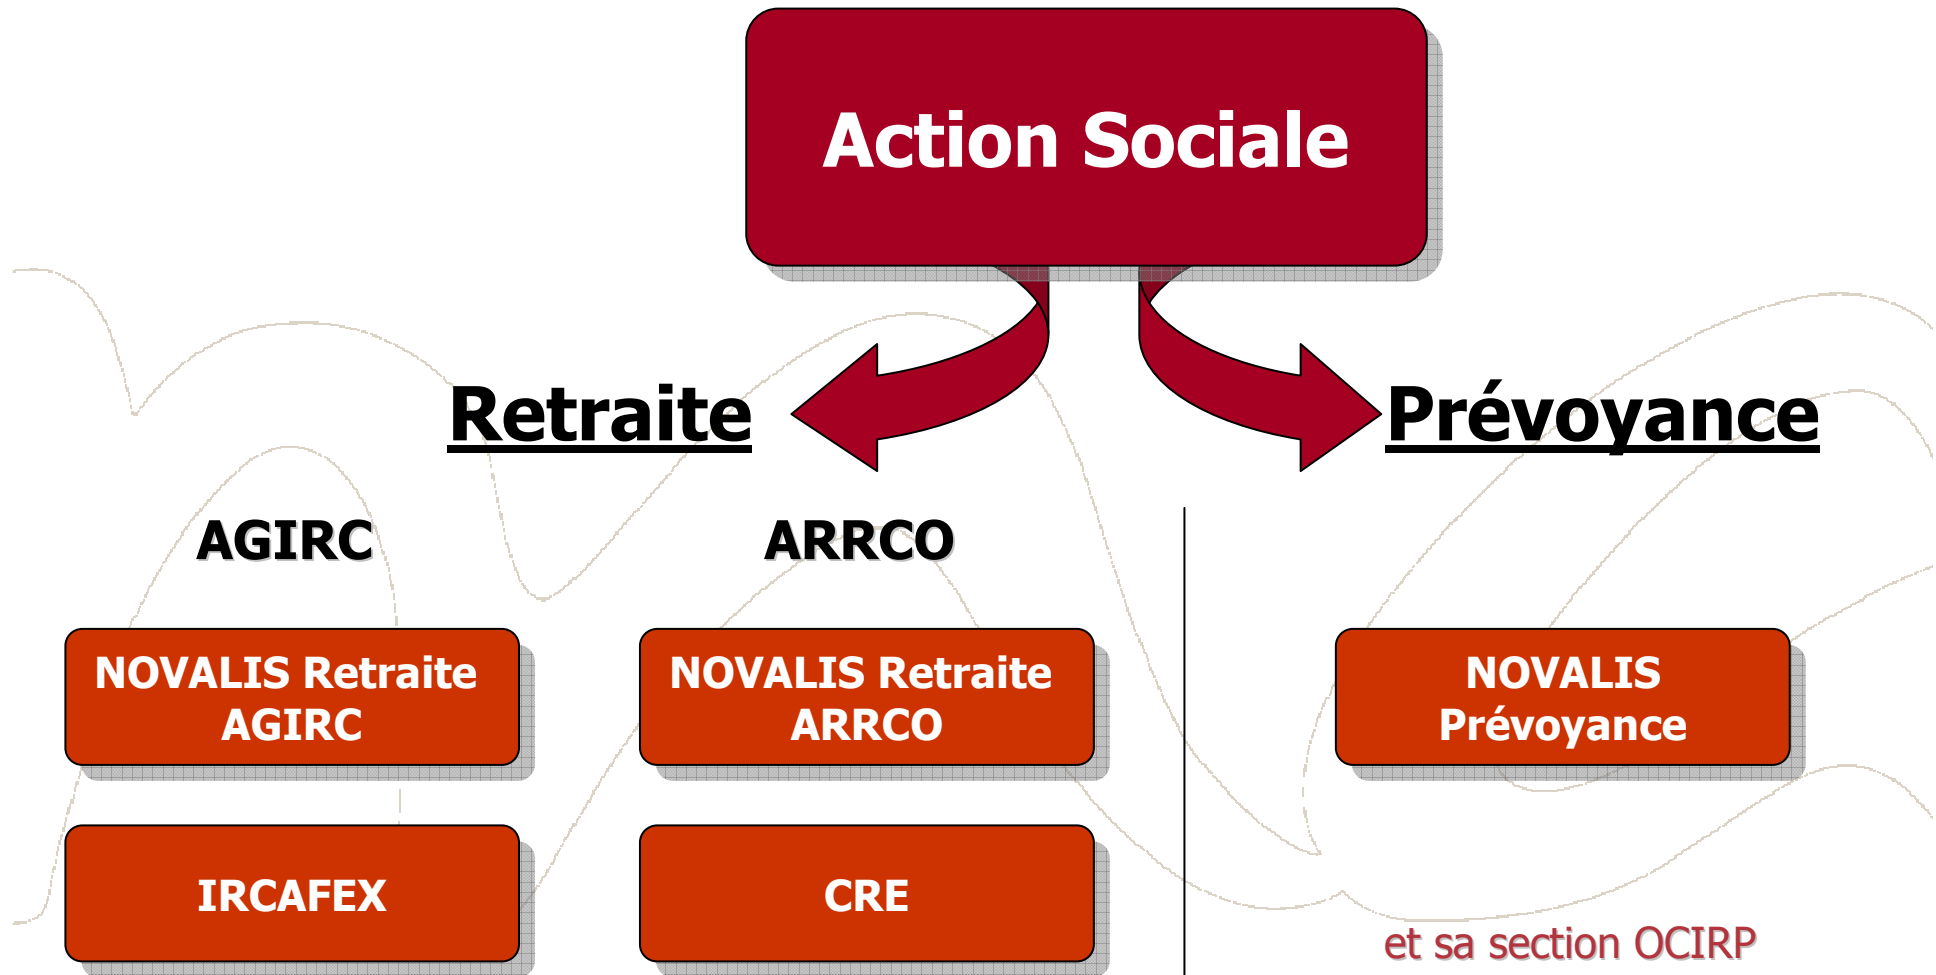 Action Sociale
Retraite
Prévoyance
AGIRC
ARRCO
NOVALIS Retraite
AGIRC
NOVALIS Retraite
ARRCO
NOVALIS
Prévoyance
IRCAFEX
CRE
et sa section OCIRP